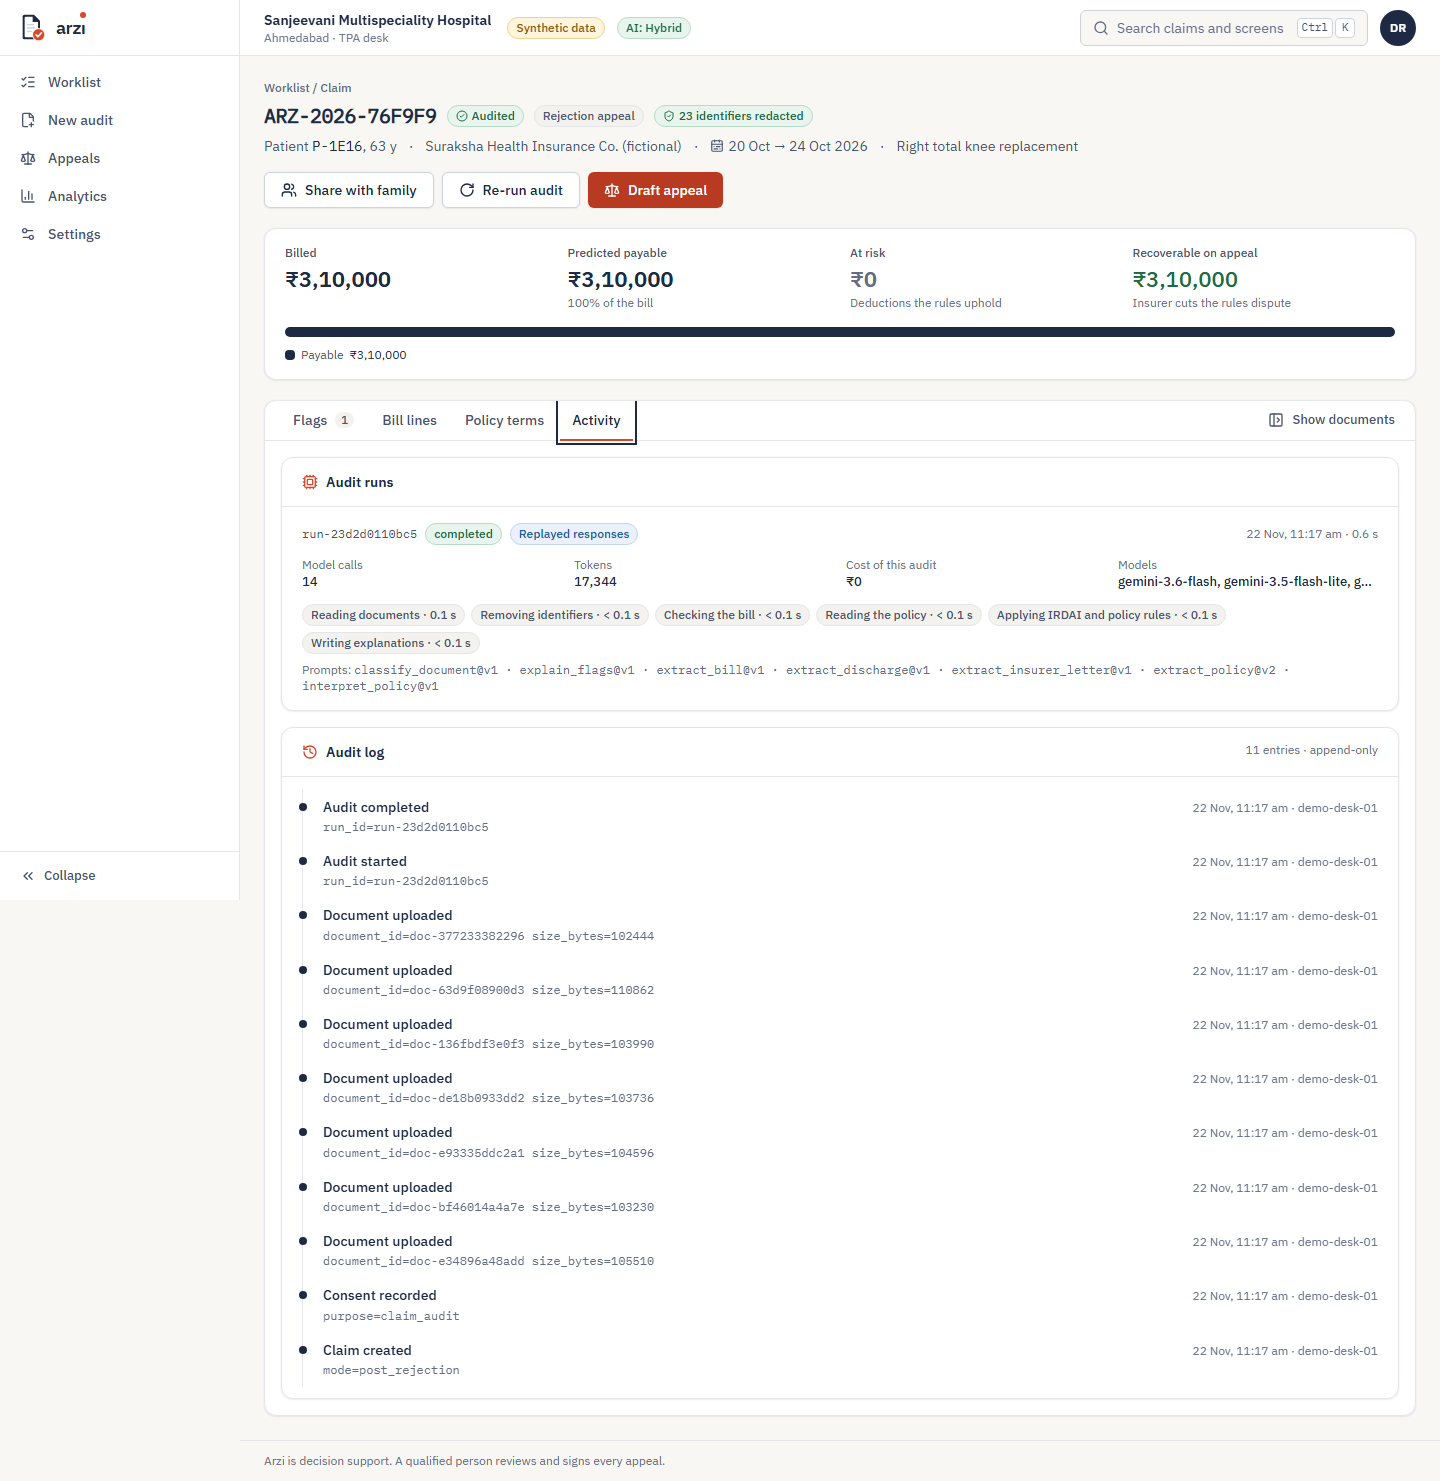 arzi
Sanjeevani Multispeciality Hospital
Ahmedabad · TPA desk
Synthetic data
AI: Hybrid
Search claims and screens
Ctrl K
DR
Worklist
New audit
Appeals
Analytics
Settings
Collapse
Worklist / Claim
ARZ-2026-76F9F9
Audited
Rejection appeal
23 identifiers redacted
Patient P-1E16, 63 y · Suraksha Health Insurance Co. (fictional) · 20 Oct → 24 Oct 2026 · Right total knee replacement
Share with family
Re-run audit
Draft appeal
Billed
₹3,10,000
Predicted payable
₹3,10,000
100% of the bill
At risk
₹0
Deductions the rules uphold
Recoverable on appeal
₹3,10,000
Insurer cuts the rules dispute
Payable ₹3,10,000
Flags 1
Bill lines
Policy terms
Activity
Show documents
Audit runs
run-23d2d0110bc5 completed Replayed responses 22 Nov, 11:17 am · 0.6 s
Model calls
14
Tokens
17,344
Cost of this audit
₹0
Models
gemini-3.6-flash, gemini-3.5-flash-lite, g...
Reading documents · 0.1 s
Removing identifiers · < 0.1 s
Checking the bill · < 0.1 s
Reading the policy · < 0.1 s
Applying IRDAI and policy rules · < 0.1 s
Writing explanations · < 0.1 s
Prompts: classify_document@v1 · explain_flags@v1 · extract_bill@v1 · extract_discharge@v1 · extract_insurer_letter@v1 · extract_policy@v2 ·
interpret_policy@v1
Audit log
11 entries · append-only
Audit completed 22 Nov, 11:17 am · demo-desk-01
run_id=run-23d2d0110bc5
Audit started 22 Nov, 11:17 am · demo-desk-01
run_id=run-23d2d0110bc5
Document uploaded 22 Nov, 11:17 am · demo-desk-01
document_id=doc-377233382296 size_bytes=102444
Document uploaded 22 Nov, 11:17 am · demo-desk-01
document_id=doc-63d9f08900d3 size_bytes=110862
Document uploaded 22 Nov, 11:17 am · demo-desk-01
document_id=doc-136fbdf3e0f3 size_bytes=103990
Document uploaded 22 Nov, 11:17 am · demo-desk-01
document_id=doc-de18b0933dd2 size_bytes=103736
Document uploaded 22 Nov, 11:17 am · demo-desk-01
document_id=doc-e93335ddc2a1 size_bytes=104596
Document uploaded 22 Nov, 11:17 am · demo-desk-01
document_id=doc-bf46014a4a7e size_bytes=103230
Document uploaded 22 Nov, 11:17 am · demo-desk-01
document_id=doc-e34896a48add size_bytes=105510
Consent recorded 22 Nov, 11:17 am · demo-desk-01
purpose=claim_audit
Claim created 22 Nov, 11:17 am · demo-desk-01
mode=post_rejection
Arzi is decision support. A qualified person reviews and signs every appeal.